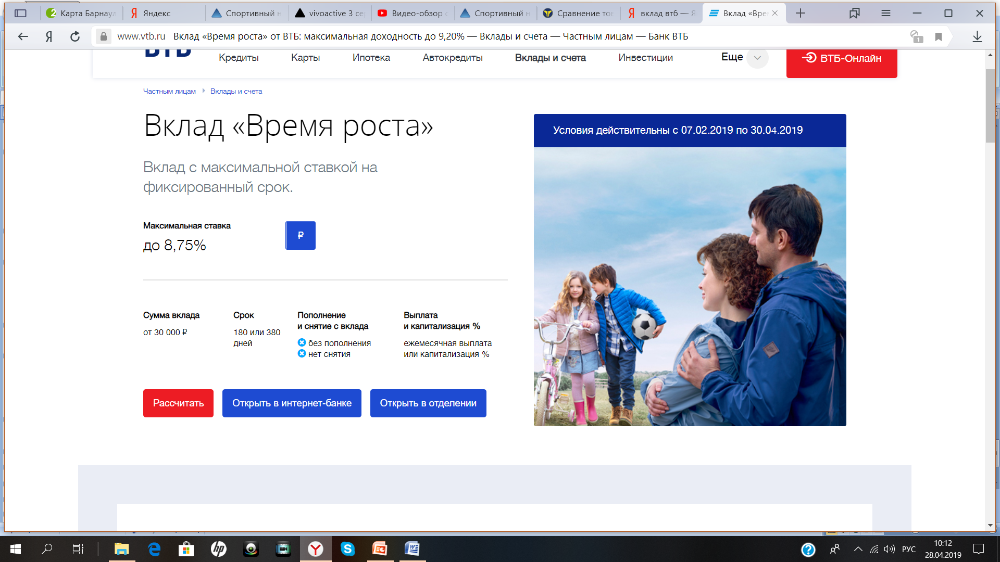 Карта Барнаул
Яндекс
Спортивный н
vivoactive 3 се
Видео-обзор с
Спортивный н
Сравнение тов
вклад втб — Я
Вклад «Врем
www.vtb.ru Вклад «Время роста» от ВТБ: максимальная доходность до 9,20% — Вклады и счета — Частным лицам — Банк ВТБ
1
ВТБ
Кредиты
Карты
Ипотека
Автокредиты
Вклады и счета
Инвестиции
Еще
ВТБ-Онлайн
Частным лицам
Вклады и счета
Вклад «Время роста»
Вклад с максимальной ставкой на
фиксированный срок.
Максимальная ставка
до 8,75%
₽
Условия действительны с 07.02.2019 по 30.04.2019
Сумма вклада
от 30 000 ₽
Срок
180 или 380
дней
Пополнение
и снятие с вклада
без пополнения
нет снятия
Выплата
и капитализация %
ежемесячная выплата
или капитализация %
Рассчитать
Открыть в интернет-банке
Открыть в отделении
РУС
10:12
28.04.2019